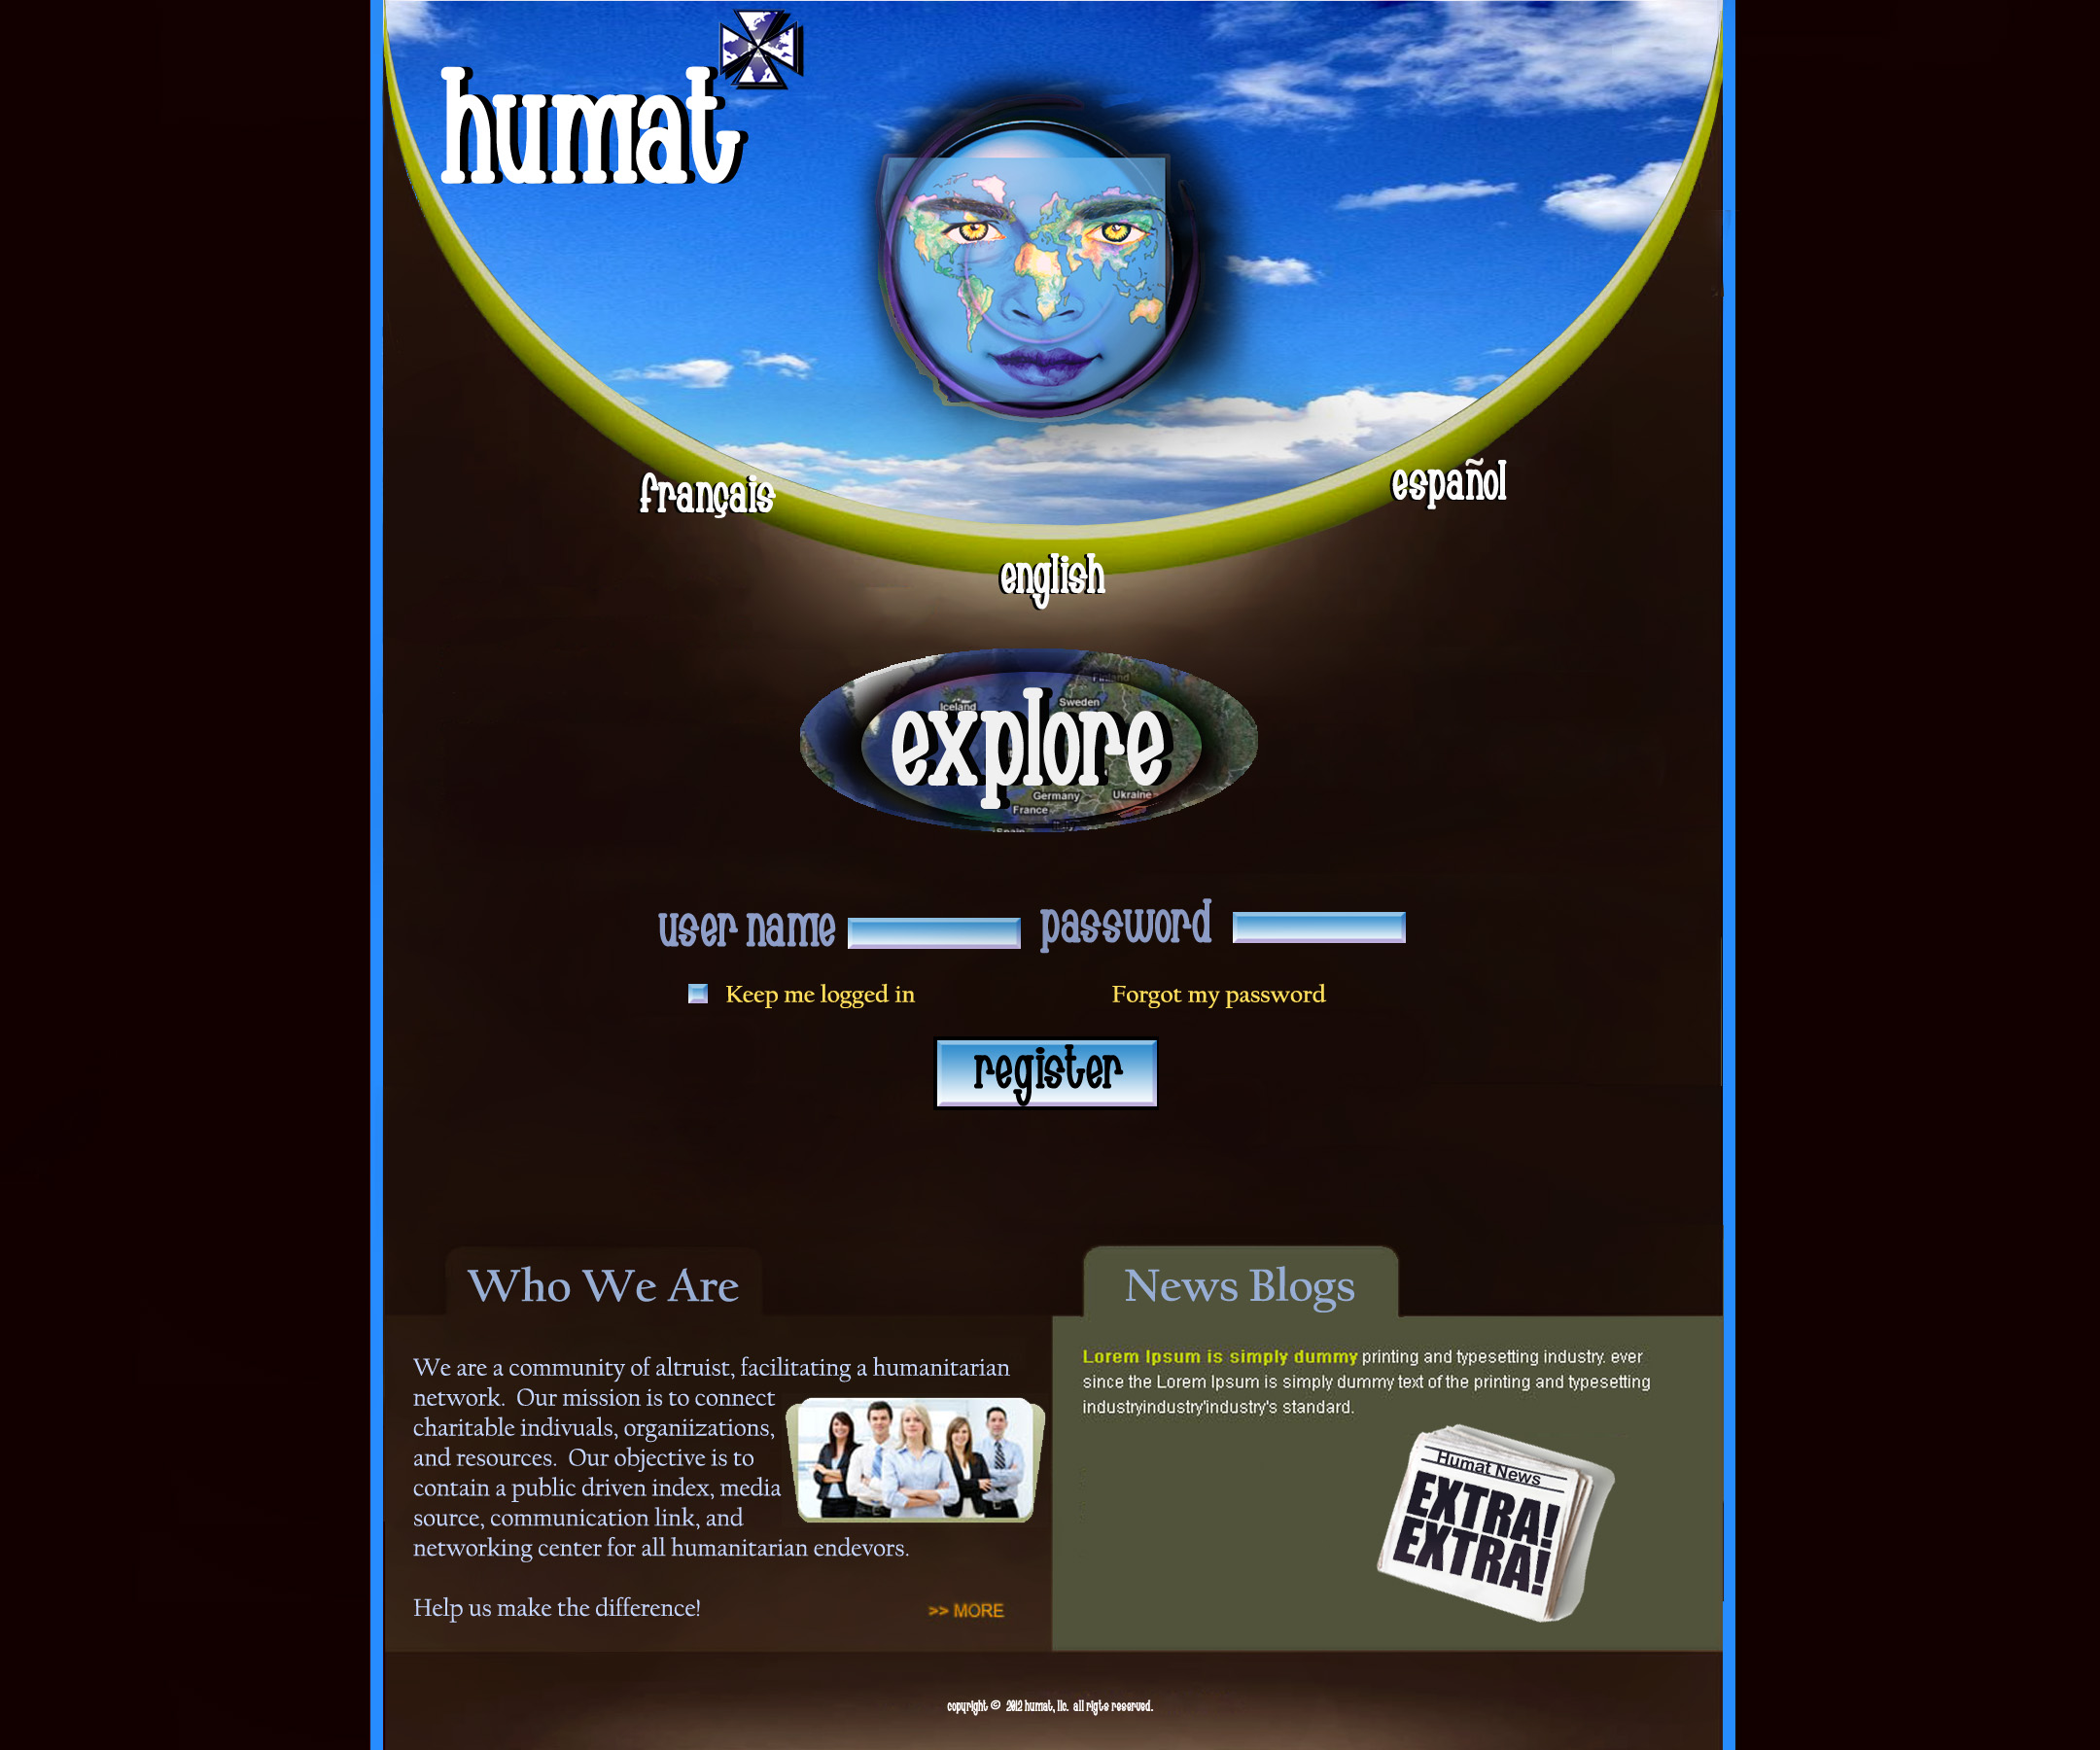 humat
français
español
english
Finland
Iceland
Sweden
explore
Germany
Ukraine
France
Spain
Italy
user name
password
Keep me logged in
Forgot my password
register
Who We Are
We are a community of altruist, facilitating a humanitarian
network.  Our mission is to connect
charitable indivuals, organiizations,
and resources.  Our objective is to
contain a public driven index, media
source, communication link, and
networking center for all humanitarian endevors.
Help us make the difference!
>> MORE
News Blogs
Lorem Ipsum is simply dummy printing and typesetting industry. ever
since the Lorem Ipsum is simply dummy text of the printing and typesetting
industryindustry'industry's standard.
Humat News
EXTRA!
EXTRA!
copyright © 2012 humat, llc.  all rigts reserved.